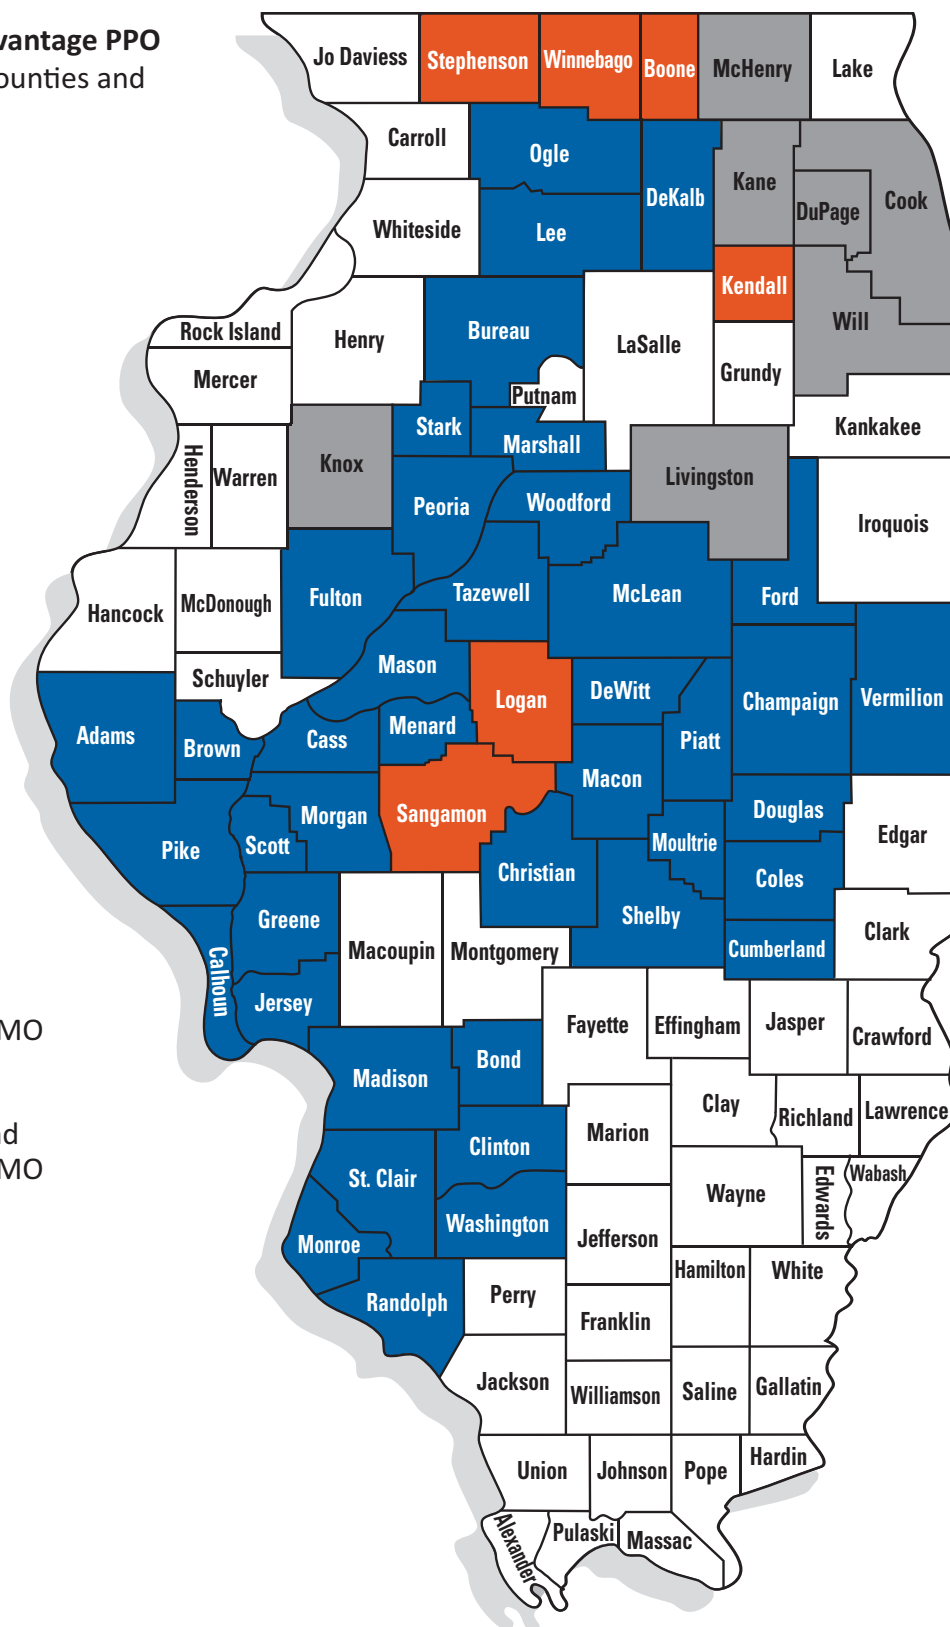 vantage PPO
ounties and
Jo Daviess
Stephenson
Winnebago
Boone
McHenry
Lake
Carroll
Ogle
DeKalb
Kane
DuPage
Cook
Whiteside
Lee
Kendall
Will
Rock Island
Henry
Bureau
LaSalle
Grundy
Mercer
Putnam
Kankakee
Stark
Marshall
Henderson
Warren
Knox
Livingston
Peoria
Woodford
Iroquois
Hancock
McDonough
Fulton
Tazewell
McLean
Ford
Schuyler
Mason
Logan
DeWitt
Champaign
Vermilion
Adams
Brown
Cass
Menard
Piatt
Macon
Pike
Scott
Morgan
Sangamon
Christian
Moultrie
Douglas
Edgar
Coles
Greene
Shelby
Macoupin
Montgomery
Cumberland
Clark
Calhoun
Jersey
MO
Fayette
Effingham
Jasper
Crawford
Madison
Bond
Clay
Richland
Lawrence
d
MO
Marion
Clinton
St. Clair
Wayne
Edwards
Wabash
Washington
Monroe
Jefferson
Hamilton
White
Randolph
Perry
Franklin
Jackson
Williamson
Saline
Gallatin
Union
Johnson
Pope
Hardin
Alexander
Pulaski
Massac